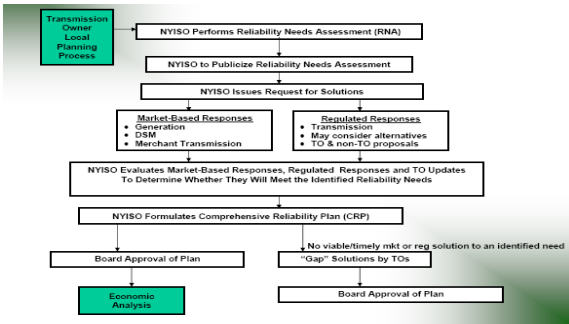 Transmission
Owner
Local
Planning
Process
NYISO Performs Reliability Needs Assessment (RNA)
NYISO to Publicize Reliability Needs Assessment
NYISO Issues Request for Solutions
Market-Based Responses
• Generation
• DSM
• Merchant Transmission
Regulated Responses
• Transmission
• May consider alternatives
• TO & non-TO proposals
NYISO Evaluates Market-Based Responses, Regulated Responses and TO Updates
To Determine Whether They Will Meet the Identified Reliability Needs
NYISO Formulates Comprehensive Reliability Plan (CRP)
No viable/timely mkt or reg solution to an identified need
Board Approval of Plan
“Gap” Solutions by TOs
Economic
Analysis
Board Approval of Plan